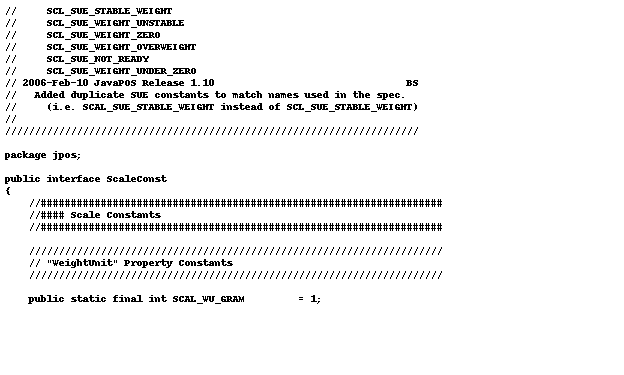 //     SCL_SUE_STABLE_WEIGHT
//     SCL_SUE_WEIGHT_UNSTABLE
//     SCL_SUE_WEIGHT_ZERO
//     SCL_SUE_WEIGHT_OVERWEIGHT
//     SCL_SUE_NOT_READY
//     SCL_SUE_WEIGHT_UNDER_ZERO
// 2006-Feb-10 JavaPOS Release 1.10                                BS
//   Added duplicate SUE constants to match names used in the spec.
//     (i.e. SCAL_SUE_STABLE_WEIGHT instead of SCL_SUE_STABLE_WEIGHT)
//
/////////////////////////////////////////////////////////////////////
package jpos;
public interface ScaleConst
{
    //###################################################################
    //#### Scale Constants
    //###################################################################
    /////////////////////////////////////////////////////////////////////
    // "WeightUnit" Property Constants
    /////////////////////////////////////////////////////////////////////
    public static final int SCAL_WU_GRAM         = 1;